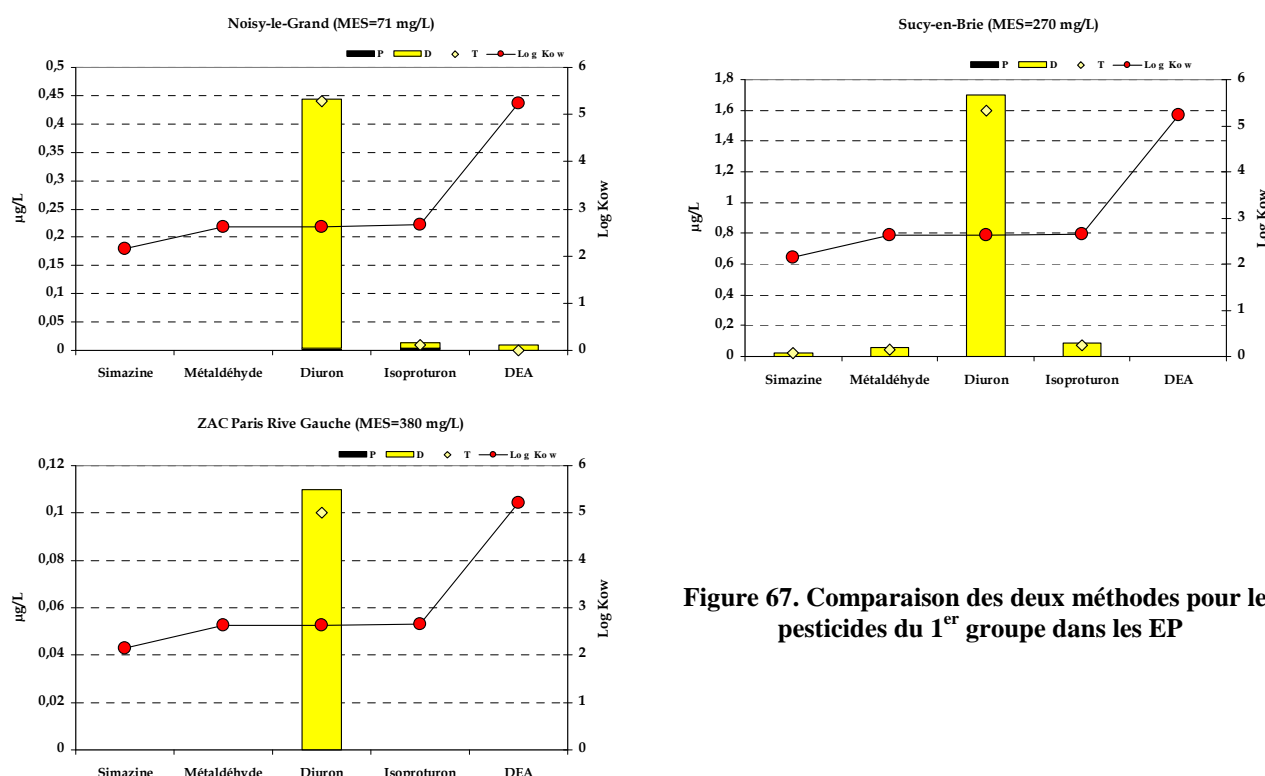 Noisy-le-Grand (MES=71 mg/L)
P D T Log Kow
0,5
0,45
0,4
0,35
0,3
0,25
0,2
0,15
0,1
0,05
0
µg/L
6
5
4
3
2
1
0
Log Kow
Simazine Métaldéhyde Diuron Isoproturon DEA
Sucy-en-Brie (MES=270 mg/L)
P D T Log Kow
1,8
1,6
1,4
1,2
1
0,8
0,6
0,4
0,2
0
µg/L
6
5
4
3
2
1
0
Log Kow
Simazine Métaldéhyde Diuron Isoproturon DEA
ZAC Paris Rive Gauche (MES=380 mg/L)
P D T Log Kow
0,12
0,1
0,08
0,06
0,04
0,02
0
µg/L
6
5
4
3
2
1
0
Log Kow
Simazine Métaldéhyde Diuron Isoproturon DEA
Figure 67. Comparaison des deux méthodes pour le
pesticides du 1er groupe dans les EP